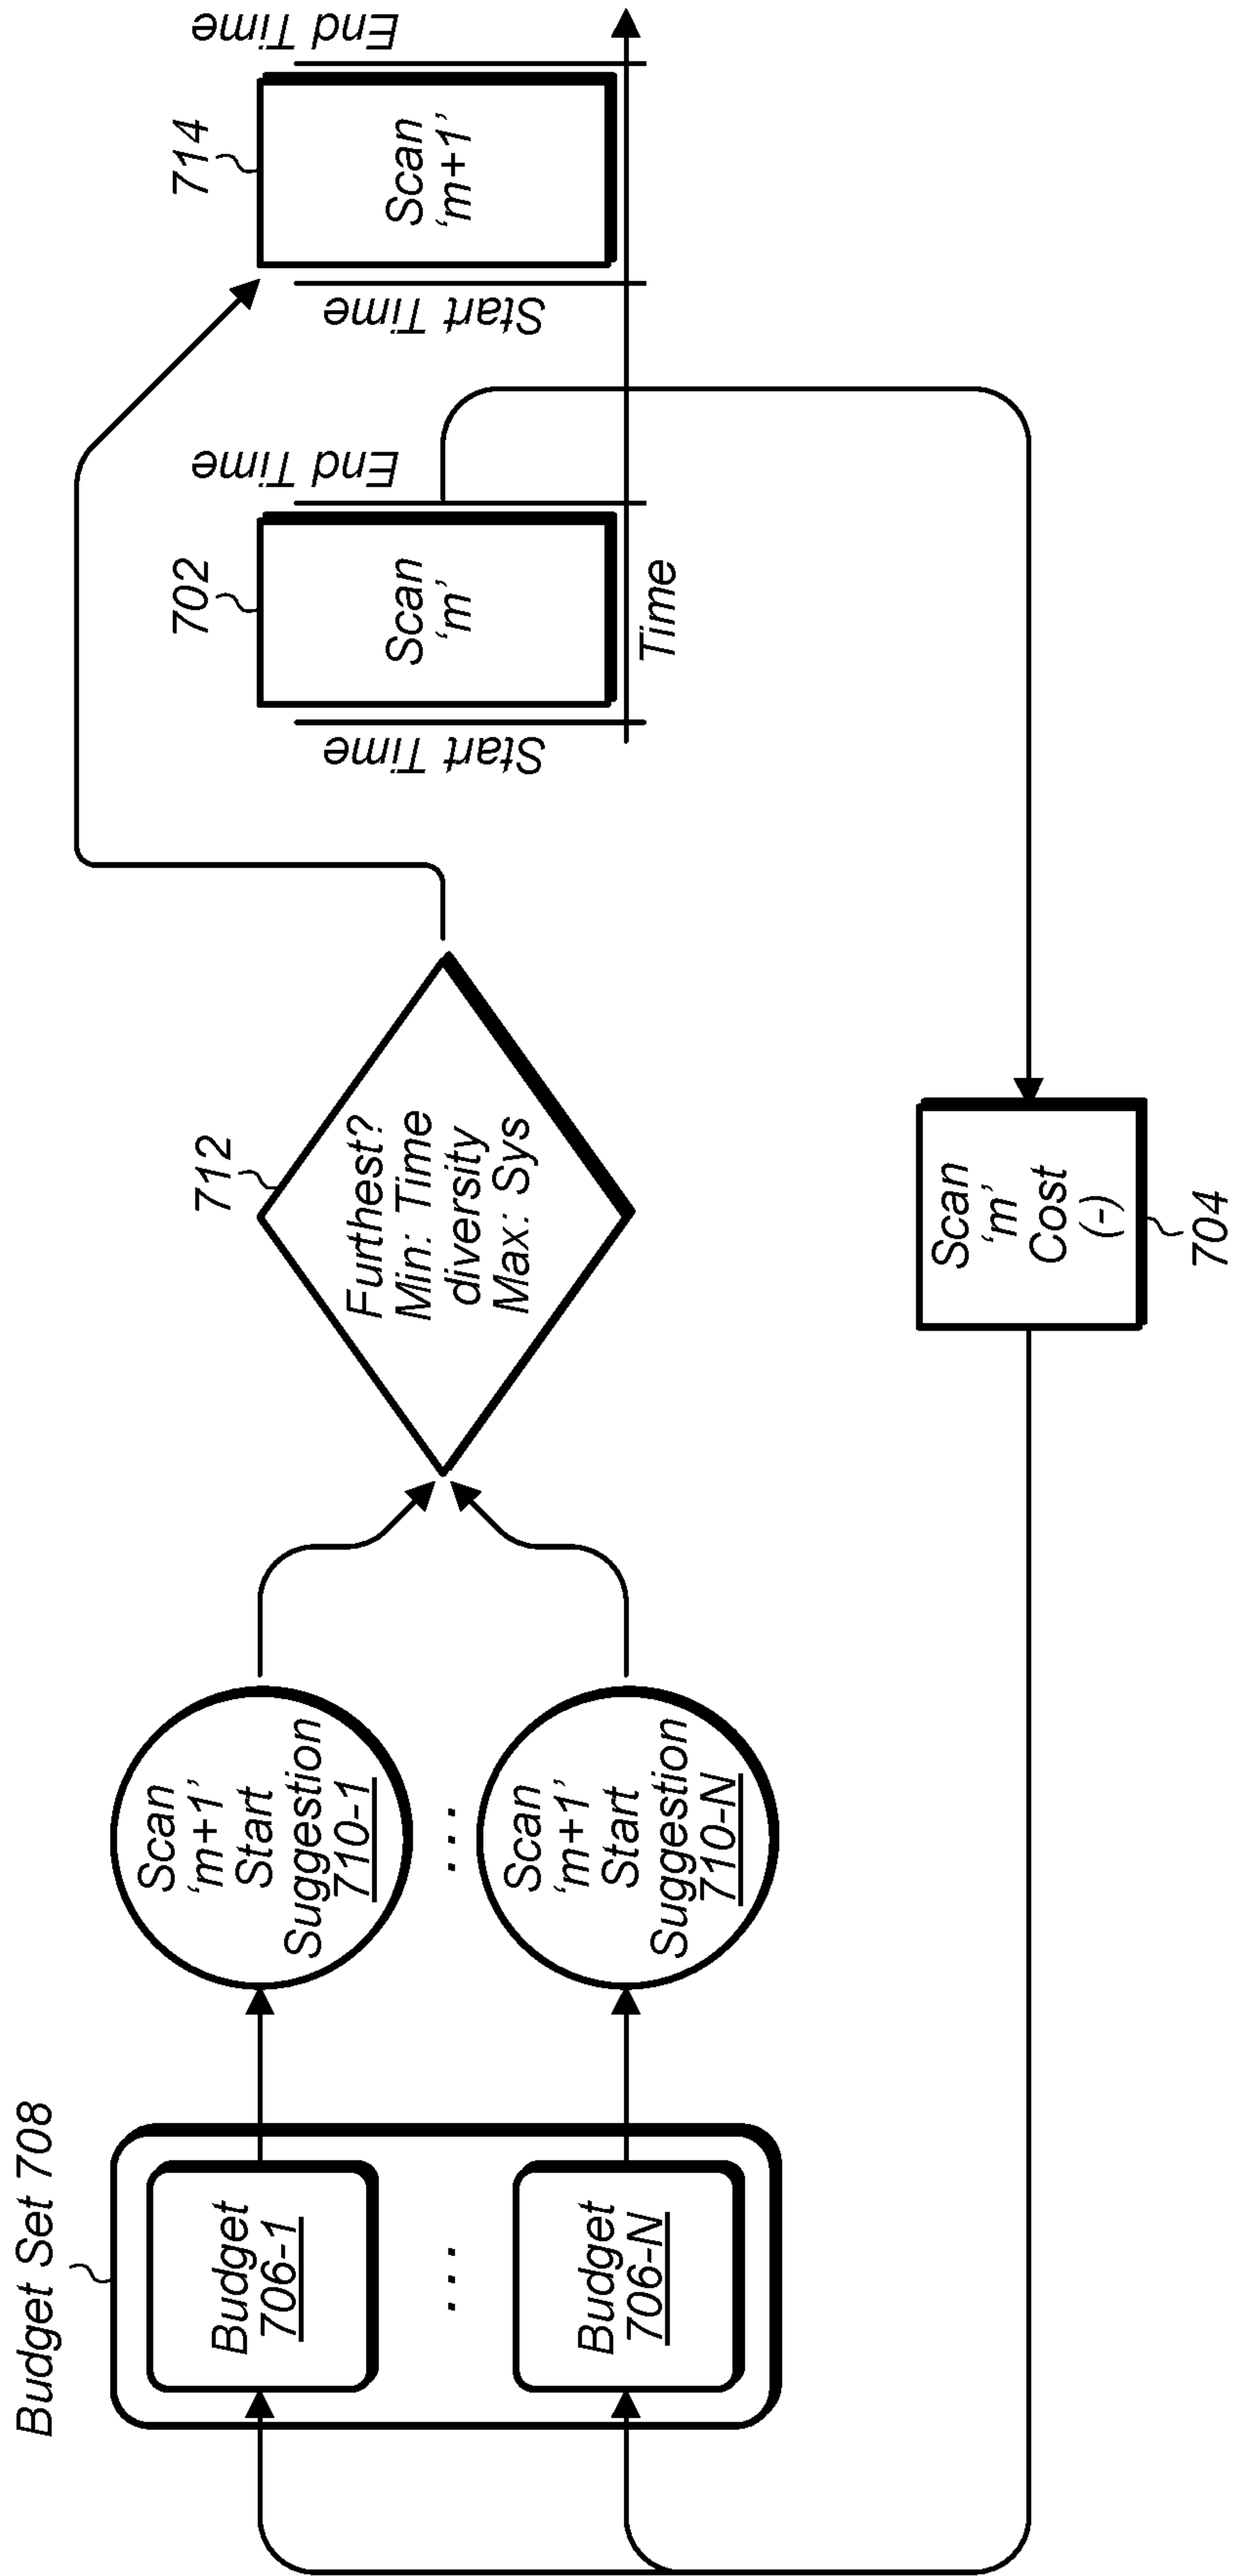 Budget Set 708
Budget
706-1
...
Budget
706-N
Scan
‘m+1’
Start
Suggestion
710-1
...
Scan
‘m+1’
Start
Suggestion
710-N
712
Furthest?
Min: Time
diversity
Max: Sys
702
Scan
‘m’
Start Time
End Time
Time
714
Scan
‘m+1’
Start Time
End Time
Scan
‘m’
Cost
(-)
704